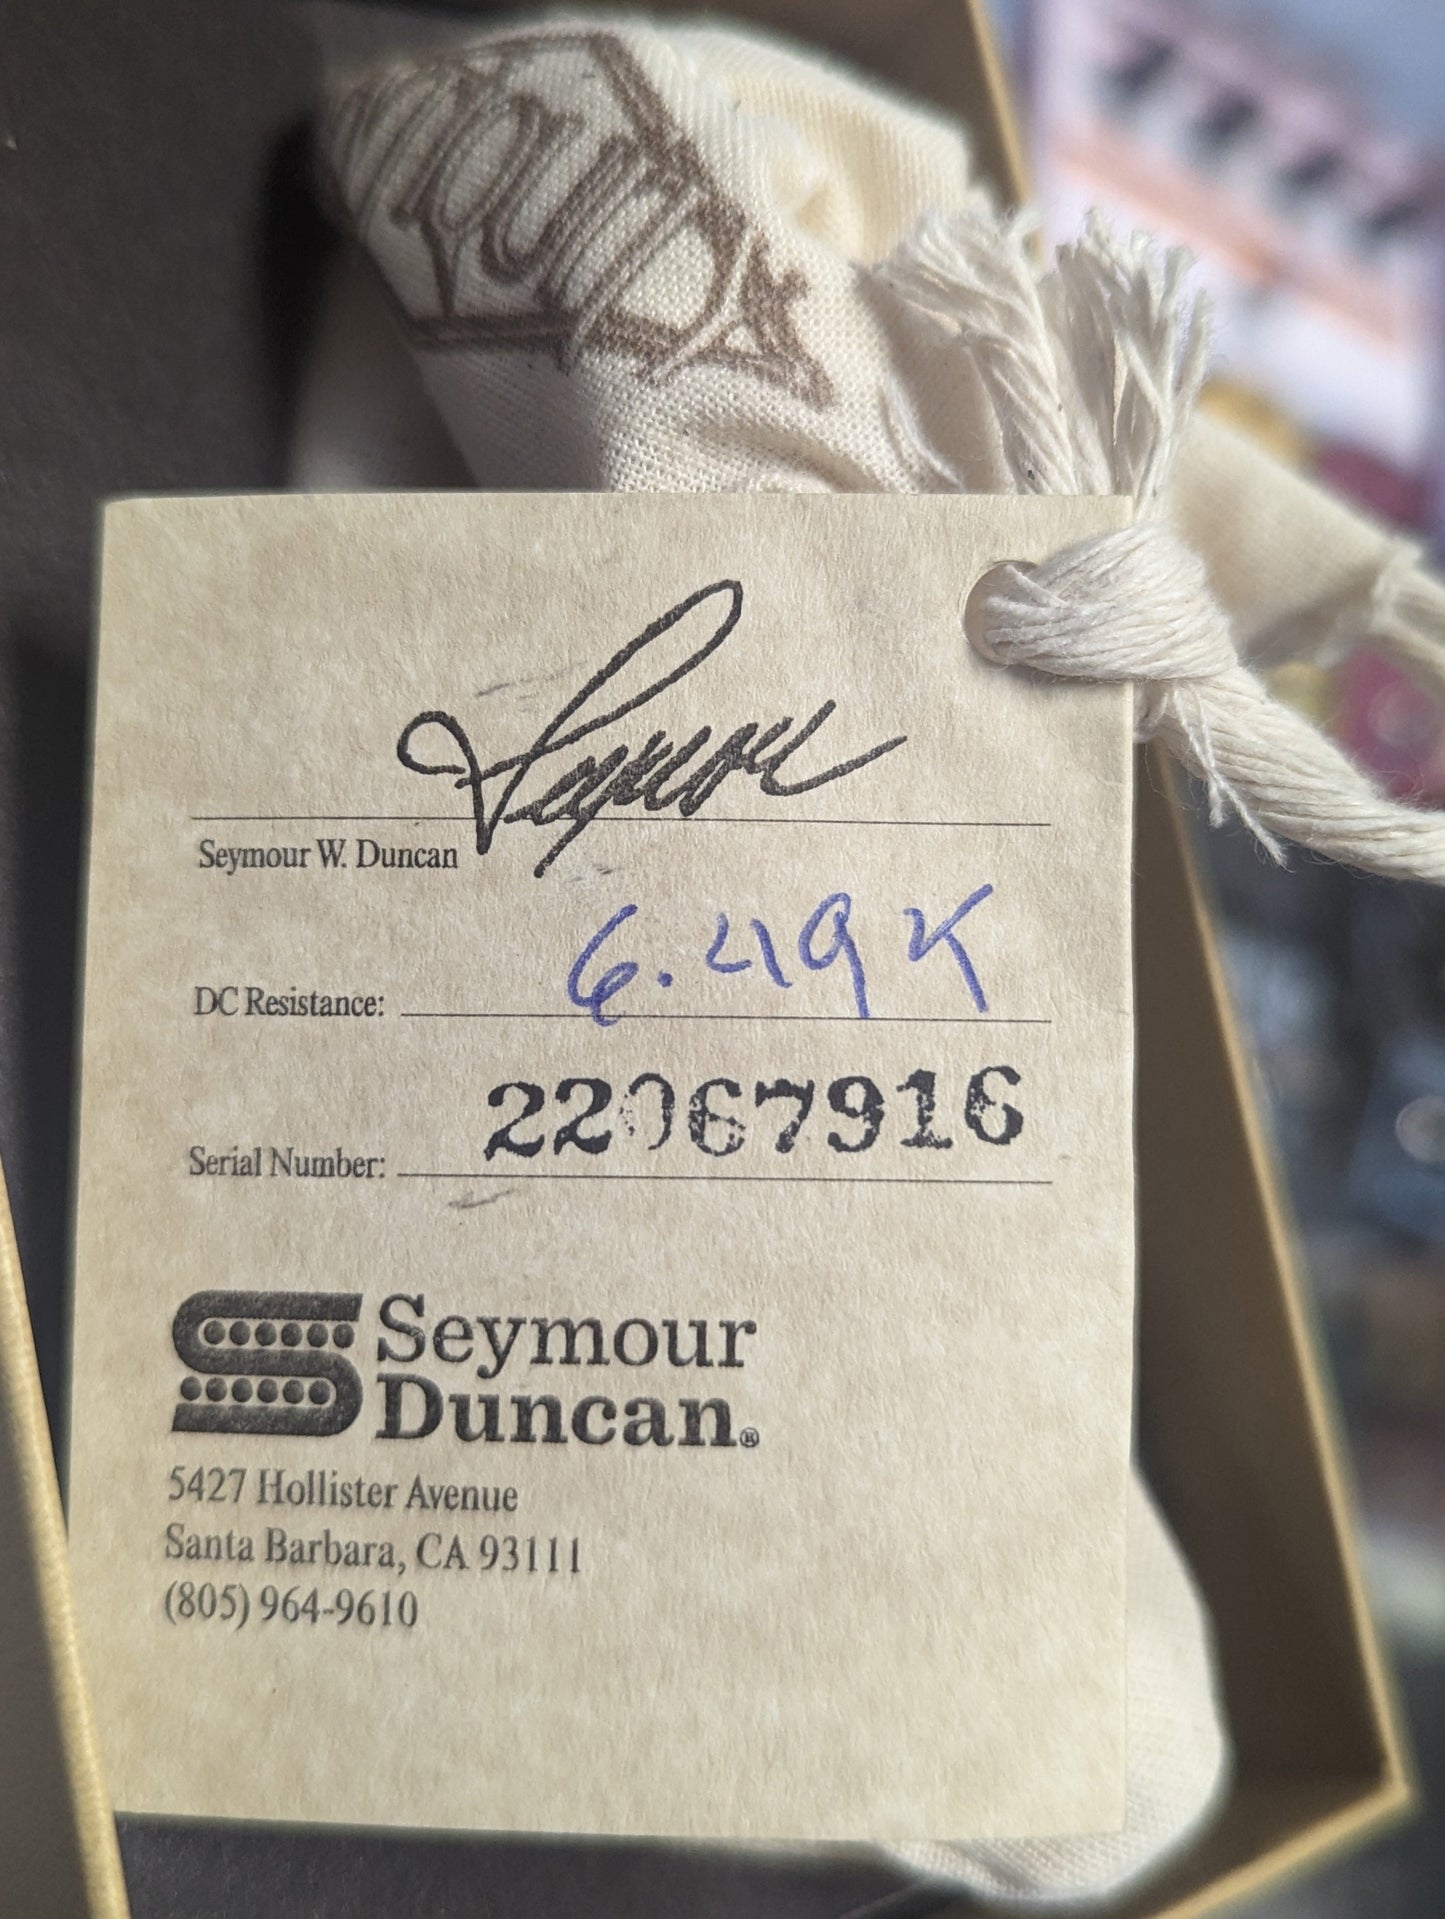 Seymour
Seymour W. Duncan
DC Resistance: 6.49K
Serial Number: 22067916
Seymour
Duncan.®
5427 Hollister Avenue
Santa Barbara, CA 93111
(805) 964-9610